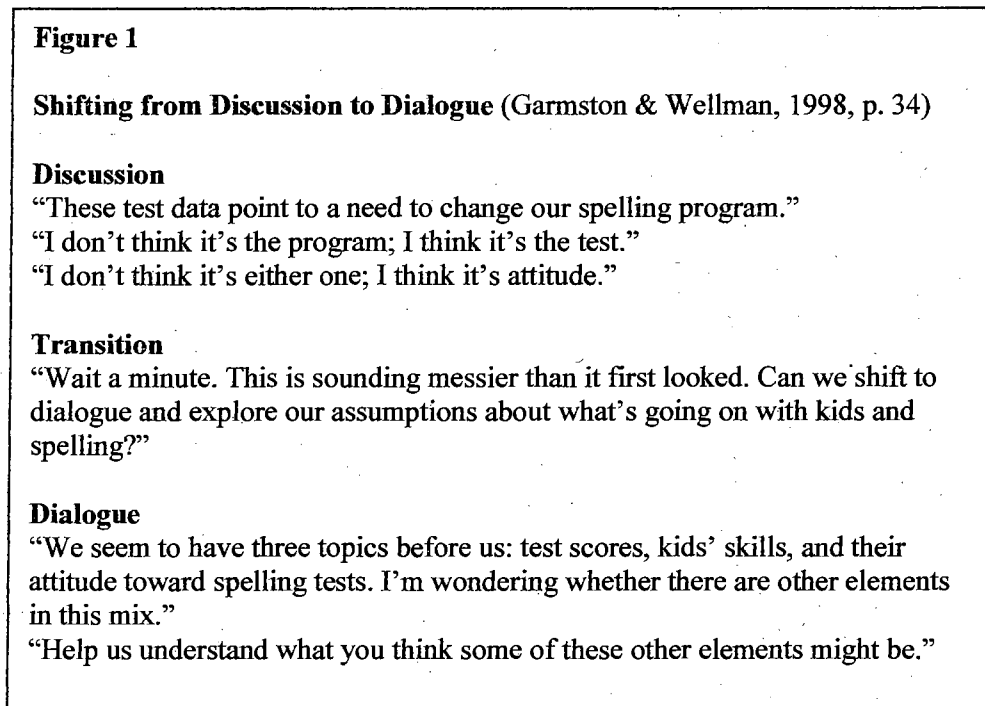 Figure 1
Shifting from Discussion to Dialogue (Garmston & Wellman, 1998, p. 34)
Discussion
“These test data point to a need to change our spelling program.”
“I don’t think it’s the program; I think it’s the test.”
“I don’t think it’s either one; I think it’s attitude.”
Transition
“Wait a minute. This is sounding messier than it first looked. Can we shift to
dialogue and explore our assumptions about what’s going on with kids and
spelling?”
Dialogue
“We seem to have three topics before us: test scores, kids’ skills, and their
attitude toward spelling tests. I’m wondering whether there are other elements
in this mix.”
“Help us understand what you think some of these other elements might be.”